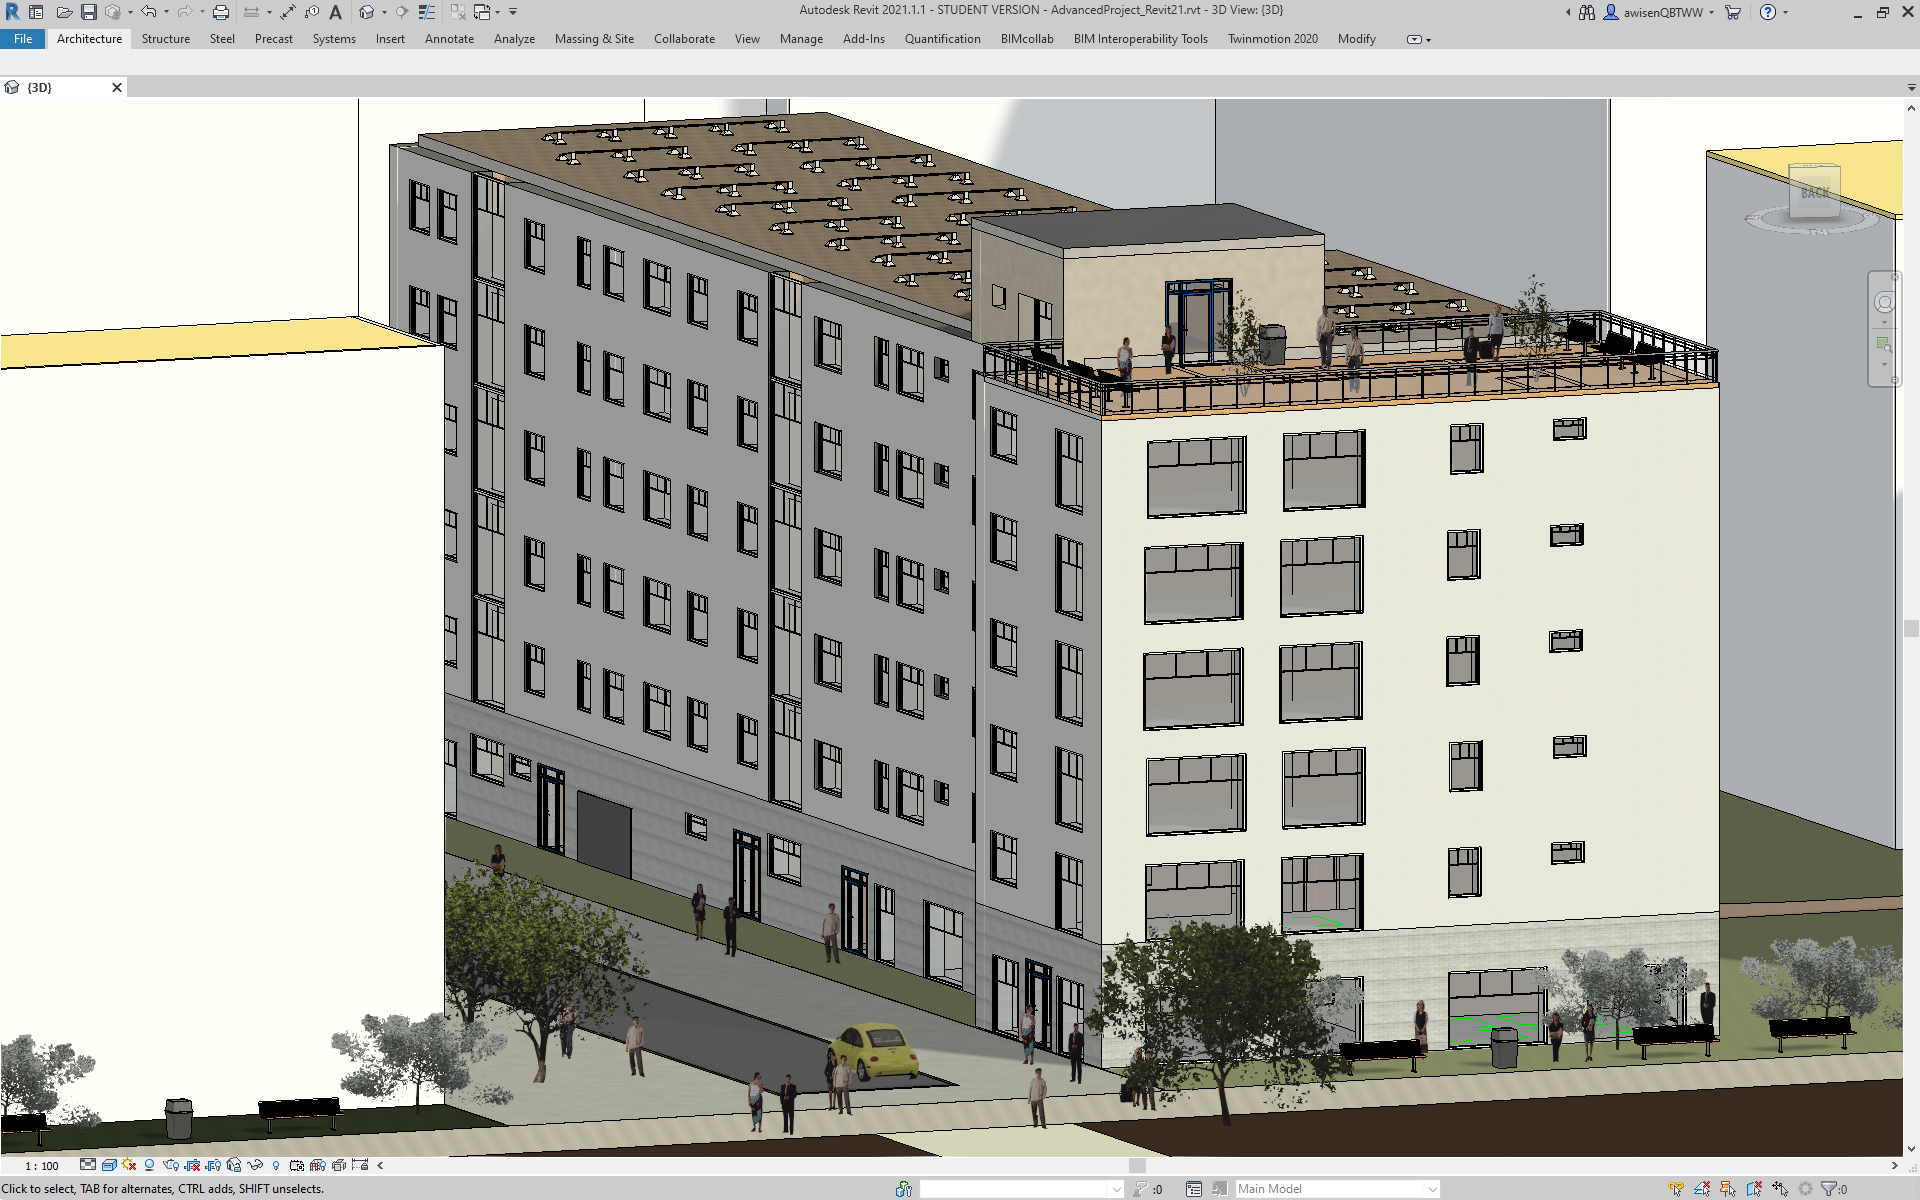 Autodesk Revit 2021.1.1 - STUDENT VERSION - AdvancedProject_Revit21.rvt - 3D View: {3D}
awisenQBTWW
File Architecture Structure Steel Precast Systems Insert Annotate Analyze Massing & Site Collaborate View Manage Add-Ins Quantification BIMcollab BIM Interoperability Tools Twinmotion 2020 Modify
{3D}
BACK
1 : 100
Click to select, TAB for alternates, CTRL adds, SHIFT unselects.
:0
Main Model
:0